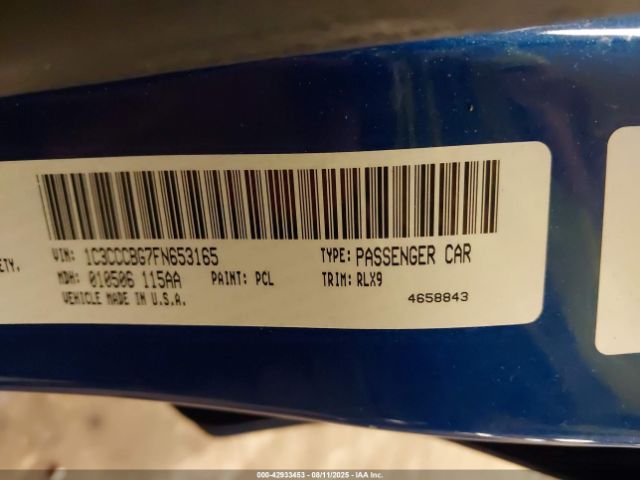 VIN: 1C3CCCBG7FN653165 TYPE: PASSENGER CAR
ETY.
MDH: 010506 115AA PAINT: PCL TRIM: RLX9
VEHICLE MADE IN U.S.A. 4658843
000-42933453 - 08/11/2025 - IAA Inc.